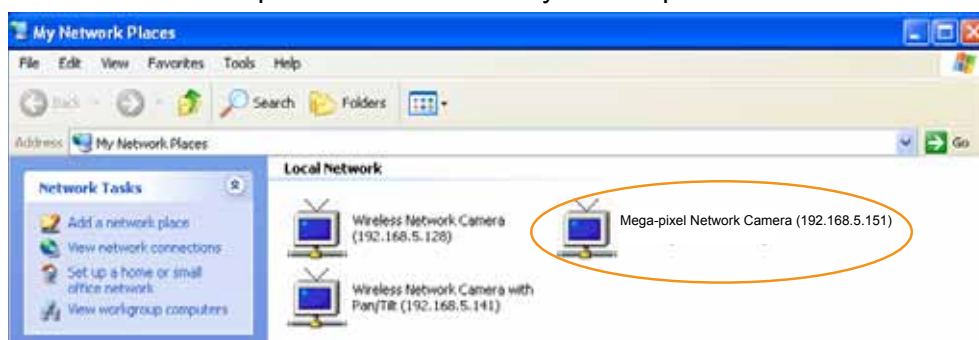 My Network Places
File Edit View Favorites Tools Help
Back Search Folders
Address My Network Places Go
Local Network
Network Tasks
Add a network place
View network connections
Set up a home or small
office network
View workgroup computers
Wireless Network Camera
(192.168.5.128)
Mega-pixel Network Camera (192.168.5.151)
Wireless Network Camera with
Pan/Tilt (192.168.5.141)